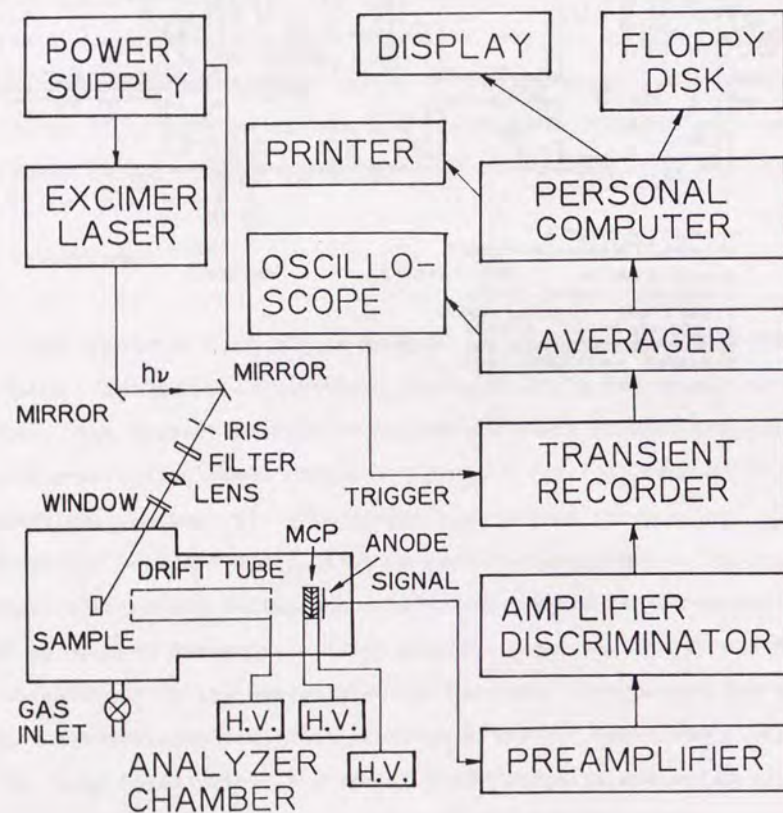 POWER
SUPPLY
DISPLAY
FLOPPY
DISK
PRINTER
EXCIMER
LASER
PERSONAL
COMPUTER
OSCILLO-
SCOPE
AVERAGER
hν
MIRROR
MIRROR
IRIS
FILTER
LENS
WINDOW
TRANSIENT
RECORDER
TRIGGER
MCP
ANODE
DRIFT TUBE
SIGNAL
SAMPLE
AMPLIFIER
DISCRIMINATOR
GAS
INLET
H.V.
H.V.
H.V.
ANALYZER
CHAMBER
PREAMPLIFIER